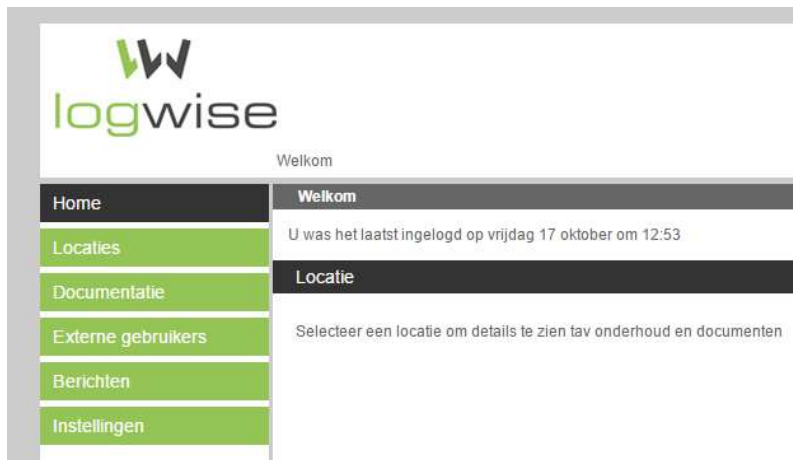 logwise
Welkom
Home
Locaties
Documentatie
Externe gebruikers
Berichten
Instellingen
Welkom
U was het laatst ingelogd op vrijdag 17 oktober om 12:53
Locatie
Selecteer een locatie om details te zien tav onderhoud en documenten